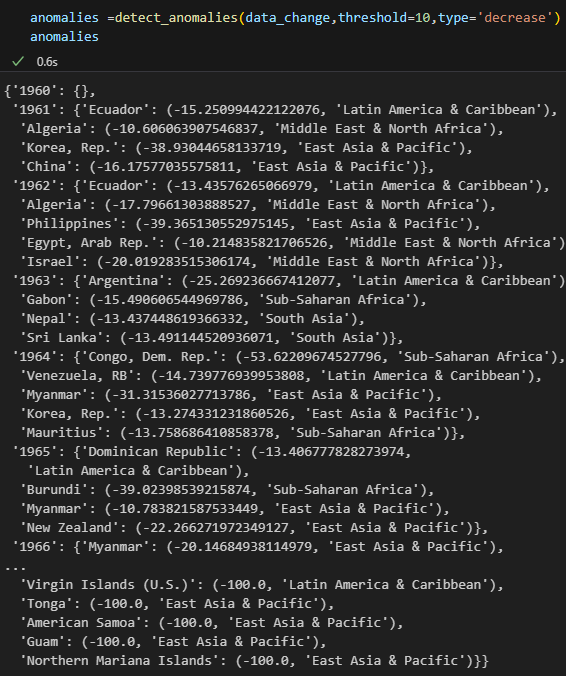 anomalies =detect_anomalies(data_change,threshold=10,type='decrease')
anomalies
✓ 0.6s
{'1960': {},
'1961': {'Ecuador': (-15.250994422122076, 'Latin America & Caribbean'),
'Algeria': (-10.606063907546837, 'Middle East & North Africa'),
'Korea, Rep.': (-38.93044658133719, 'East Asia & Pacific'),
'China': (-16.17577035575811, 'East Asia & Pacific')},
'1962': {'Ecuador': (-13.43576265066979, 'Latin America & Caribbean'),
'Algeria': (-17.79661303888527, 'Middle East & North Africa'),
'Philippines': (-39.365130552975145, 'East Asia & Pacific'),
'Egypt, Arab Rep.': (-10.214835821706526, 'Middle East & North Africa')
'Israel': (-20.019283515306174, 'Middle East & North Africa')},
'1963': {'Argentina': (-25.269236667412077, 'Latin America & Caribbean')
'Gabon': (-15.490606544969786, 'Sub-Saharan Africa'),
'Nepal': (-13.437448619366332, 'South Asia'),
'Sri Lanka': (-13.491144520936071, 'South Asia')},
'1964': {'Congo, Dem. Rep.': (-53.62209674527796, 'Sub-Saharan Africa'),
'Venezuela, RB': (-14.739776939953808, 'Latin America & Caribbean'),
'Myanmar': (-31.31536027713786, 'East Asia & Pacific'),
'Korea, Rep.': (-13.274331231860526, 'East Asia & Pacific'),
'Mauritius': (-13.758686410858378, 'Sub-Saharan Africa')},
'1965': {'Dominican Republic': (-13.406777828273974,
'Latin America & Caribbean'),
'Burundi': (-39.02398539215874, 'Sub-Saharan Africa'),
'Myanmar': (-10.783821587533449, 'East Asia & Pacific'),
'New Zealand': (-22.266271972349127, 'East Asia & Pacific')},
'1966': {'Myanmar': (-20.14684938114979, 'East Asia & Pacific'),
...
'Virgin Islands (U.S.)': (-100.0, 'Latin America & Caribbean'),
'Tonga': (-100.0, 'East Asia & Pacific'),
'American Samoa': (-100.0, 'East Asia & Pacific'),
'Guam': (-100.0, 'East Asia & Pacific'),
'Northern Mariana Islands': (-100.0, 'East Asia & Pacific')}}